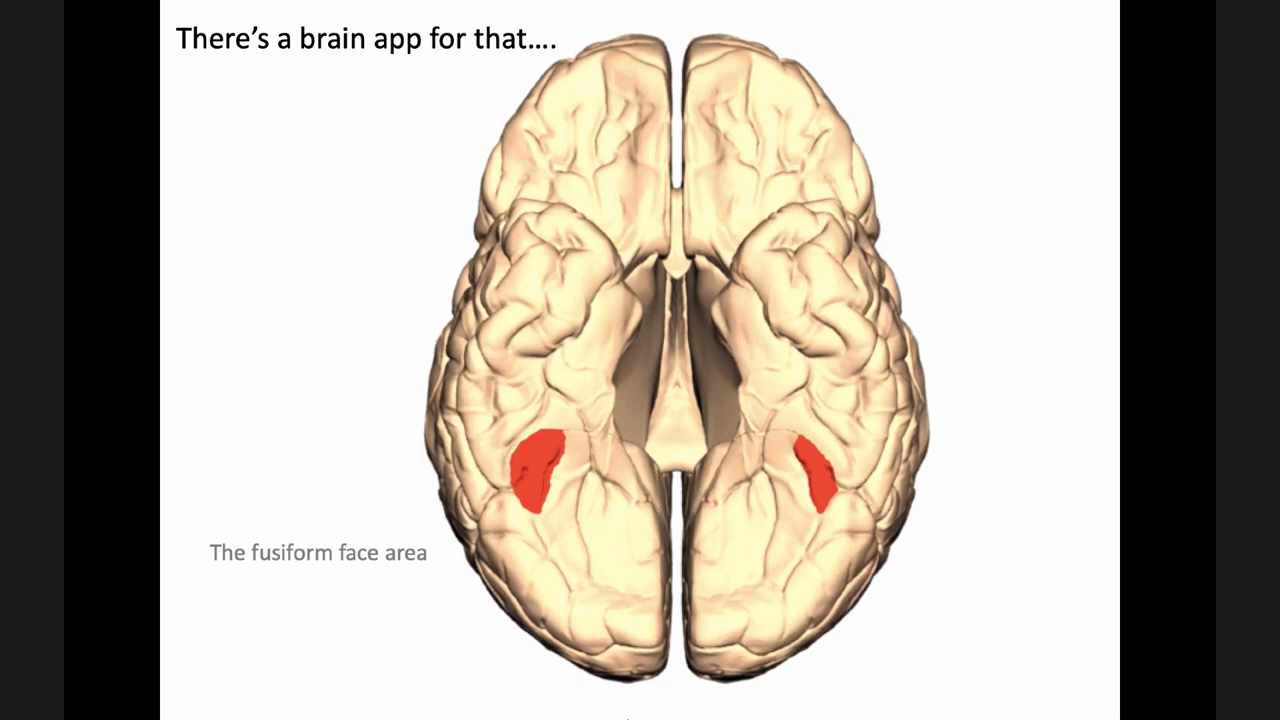 There’s a brain app for that….
The fusiform face area